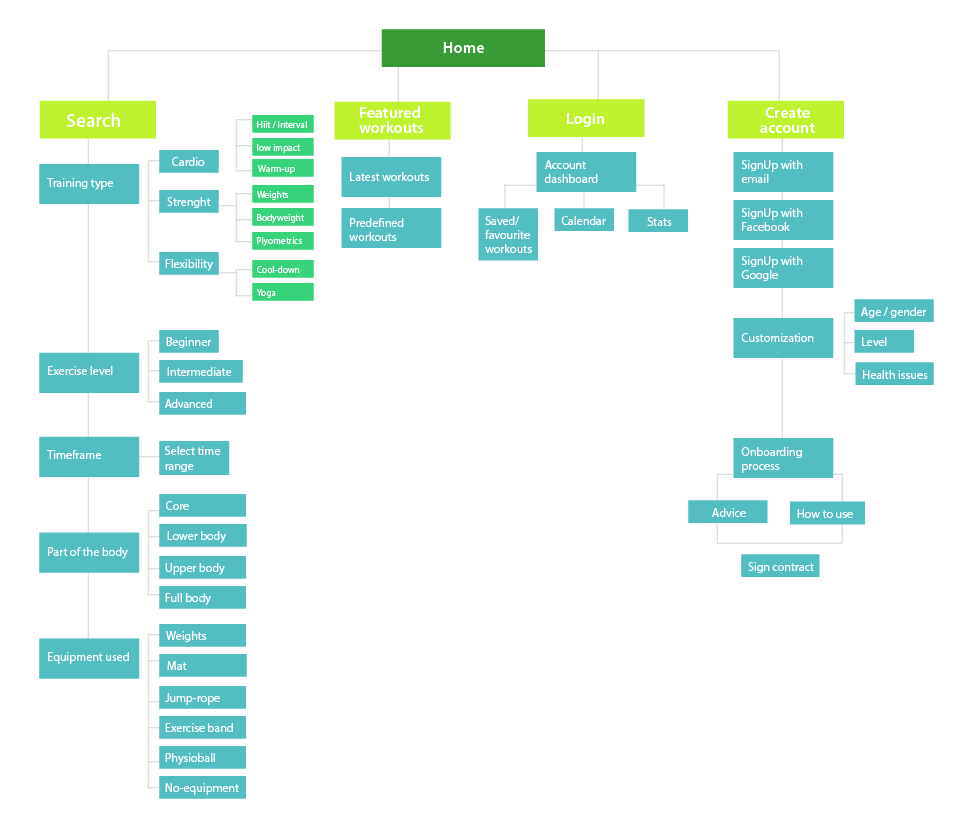 Home
Search
Training type
Cardio
Hiit / Interval
low impact
Warm-up
Strenght
Weights
Bodyweight
Plyometrics
Flexibility
Cool-down
Yoga
Exercise level
Beginner
Intermediate
Advanced
Timeframe
Select time
range
Part of the body
Core
Lower body
Upper body
Full body
Equipment used
Weights
Mat
Jump-rope
Exercise band
Physioball
No-equipment
Featured
workouts
Latest workouts
Predefined
workouts
Login
Account
dashboard
Saved/
favourite
workouts
Calendar
Stats
Create
account
SignUp with
email
SignUp with
Facebook
SignUp with
Google
Customization
Age / gender
Level
Health issues
Onboarding
process
Advice
How to use
Sign contract